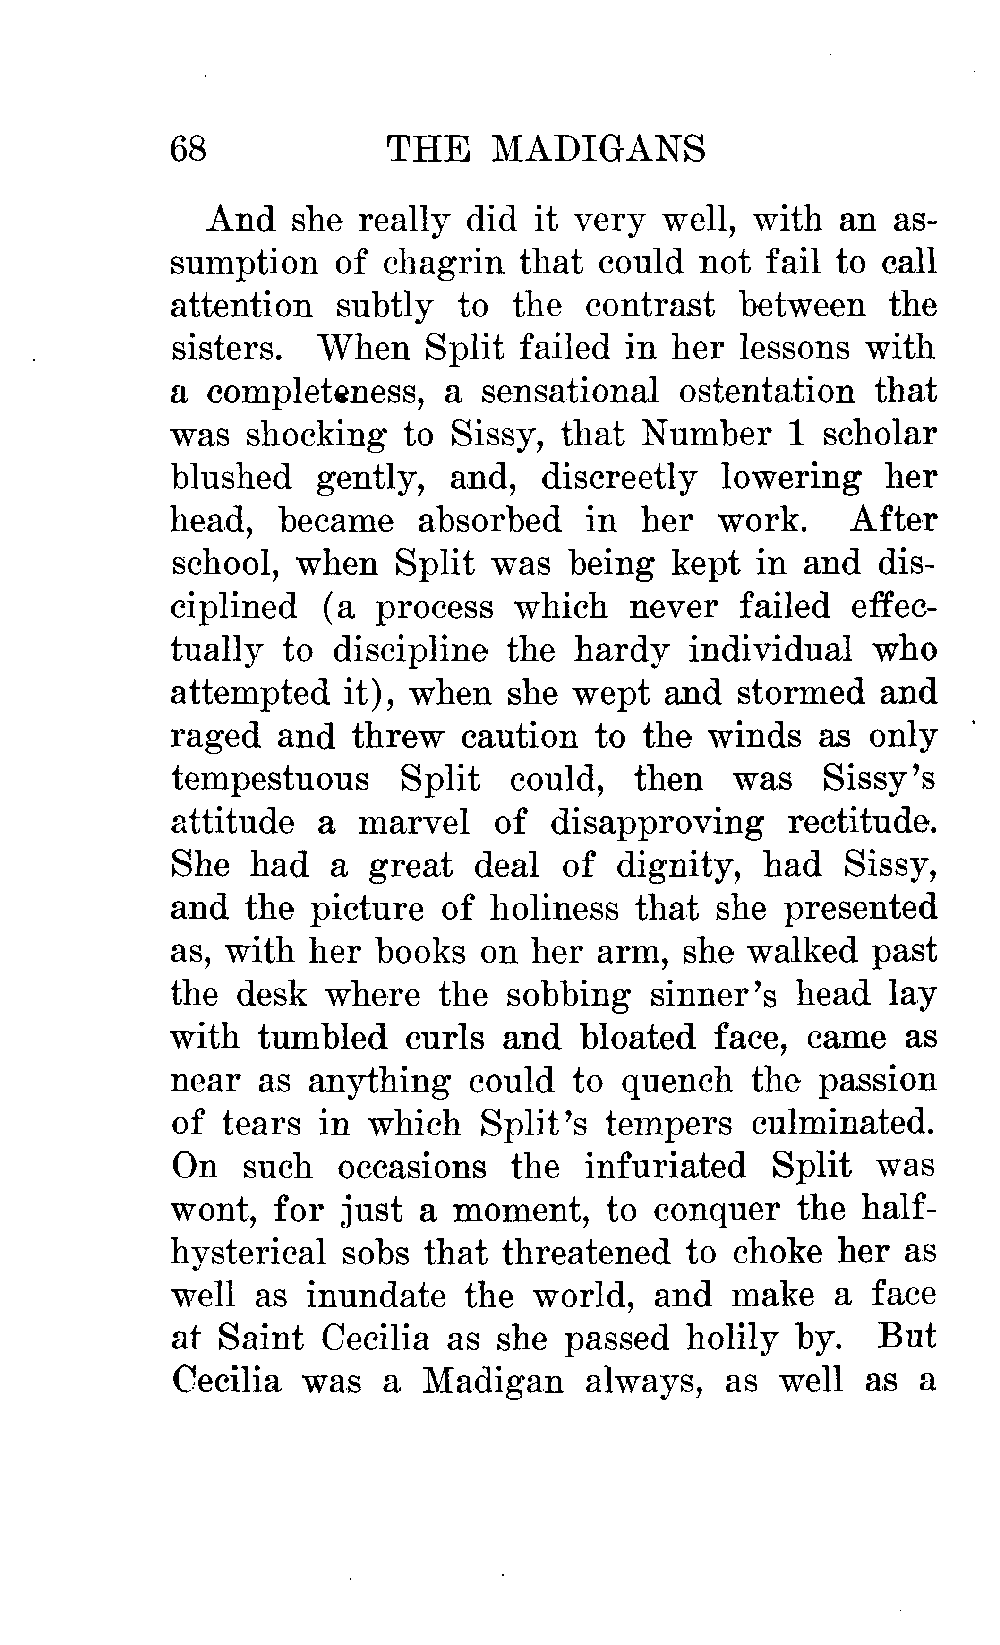 68 THE MADIGANS
And she really did it very well, with an as-
sumption of chagrin that could not fail to call
attention subtly to the contrast between the
sisters. When Split failed in her lessons with
a completeness, a sensational ostentation that
was shocking to Sissy, that Number 1 scholar
blushed gently, and, discreetly lowering her
head, became absorbed in her work. After
school, when Split was being kept in and dis-
ciplined (a process which never failed effec-
tually to discipline the hardy individual who
attempted it), when she wept and stormed and
raged and threw caution to the winds as only
tempestuous Split could, then was Sissy's
attitude a marvel of disapproving rectitude.
She had a great deal of dignity, had Sissy,
and the picture of holiness that she presented
as, with her books on her arm, she walked past
the desk where the sobbing sinner's head lay
with tumbled curls and bloated face, came as
near as anything could to quench the passion
of tears in which Split's tempers culminated.
On such occasions the infuriated Split was
wont, for just a moment, to conquer the half-
hysterical sobs that threatened to choke her as
well as inundate the world, and make a face
at Saint Cecilia as she passed holily by. But
Cecilia was a Madigan always, as well as a